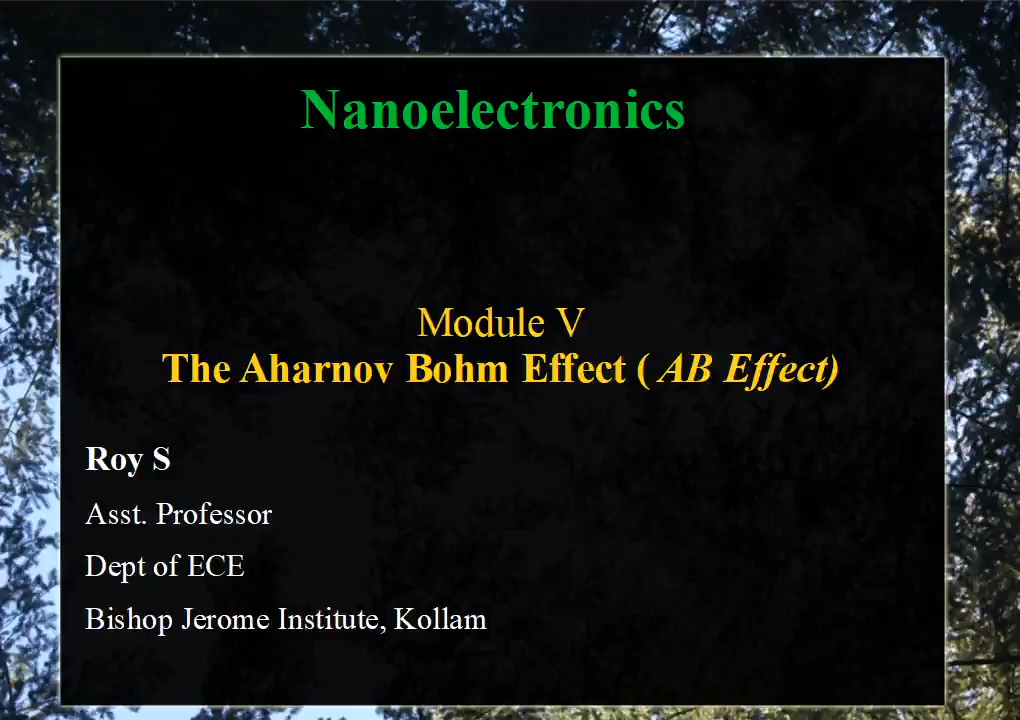 Nanoelectronics
Module V
The Aharnov Bohm Effect ( AB Effect)
Roy S
Asst. Professor
Dept of ECE
Bishop Jerome Institute, Kollam